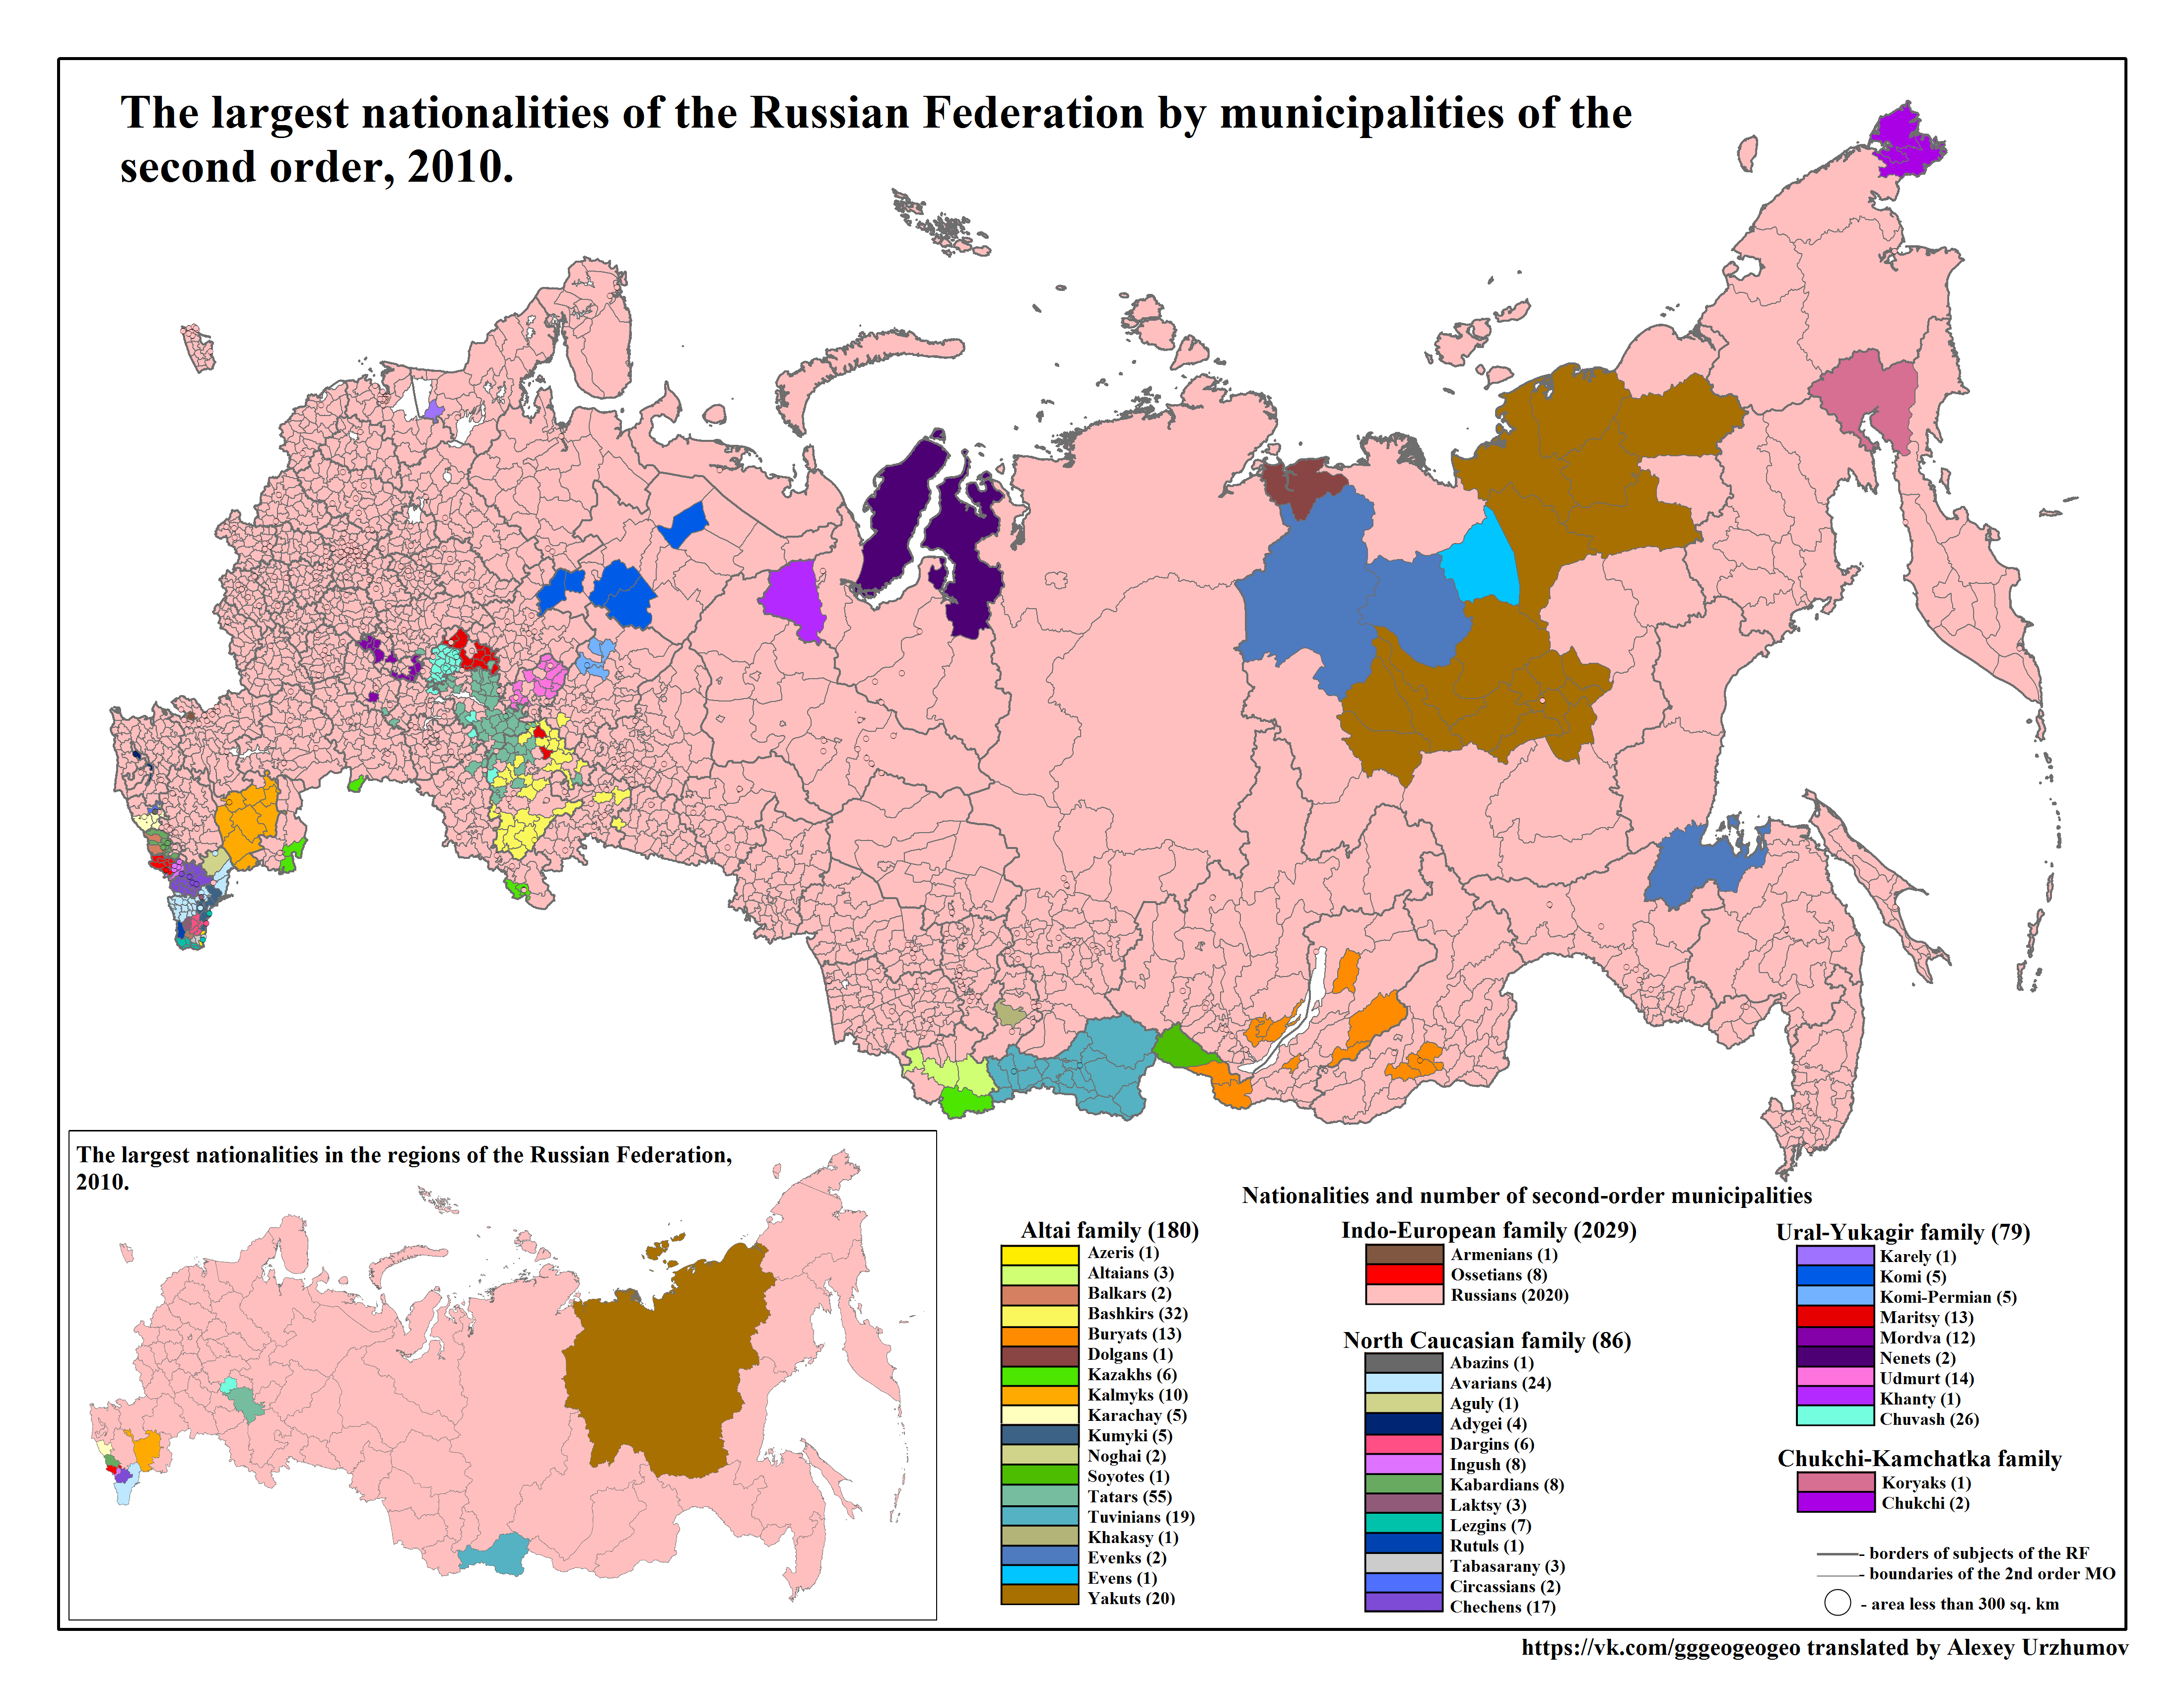 The largest nationalities of the Russian Federation by municipalities of the
second order, 2010.
The largest nationalities in the regions of the Russian Federation,
2010.
Nationalities and number of second-order municipalities
Altai family (180)
Azeris (1)
Altaians (3)
Balkars (2)
Bashkirs (32)
Buryats (13)
Dolgans (1)
Kazakhs (6)
Kalmyks (10)
Karachay (5)
Kumyki (5)
Noghai (2)
Soyotes (1)
Tatars (55)
Tuvinians (19)
Khakasy (1)
Evenks (2)
Evens (1)
Yakuts (20)
Indo-European family (2029)
Armenians (1)
Ossetians (8)
Russians (2020)
North Caucasian family (86)
Abazins (1)
Avarians (24)
Aguly (1)
Adygei (4)
Dargins (6)
Ingush (8)
Kabardians (8)
Laktsy (3)
Lezgins (7)
Rutuls (1)
Tabasarany (3)
Circassians (2)
Chechens (17)
Ural-Yukagir family (79)
Karely (1)
Komi (5)
Komi-Permian (5)
Maritsy (13)
Mordva (12)
Nenets (2)
Udmurt (14)
Khanty (1)
Chuvash (26)
Chukchi-Kamchatka family
Koryaks (1)
Chukchi (2)
- borders of subjects of the RF
- boundaries of the 2nd order MO
- area less than 300 sq. km
https://vk.com/gggeogeogeo translated by Alexey Urzhumov